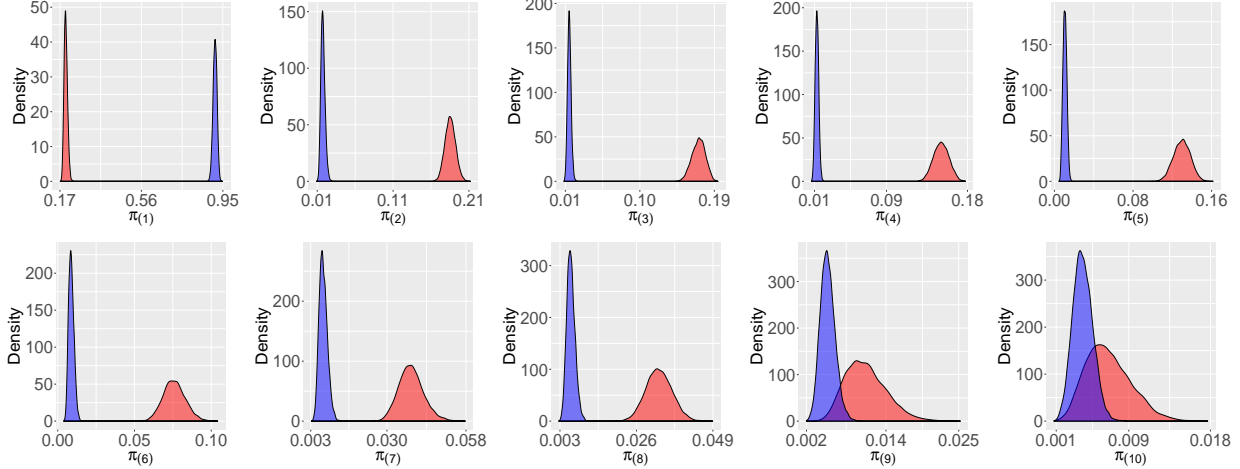 50
40
30
20
10
0
Density
0.17 0.56 0.95
π(1)
150
100
50
0
Density
0.01 0.11 0.21
π(2)
200
150
100
50
0
Density
0.01 0.10 0.19
π(3)
200
150
100
50
0
Density
0.01 0.09 0.18
π(4)
150
100
50
0
Density
0.00 0.08 0.16
π(5)
200
150
100
50
0
Density
0.00 0.05 0.10
π(6)
200
100
0
Density
0.003 0.030 0.058
π(7)
300
200
100
0
Density
0.003 0.026 0.049
π(8)
300
200
100
0
Density
0.002 0.014 0.025
π(9)
300
200
100
0
Density
0.001 0.009 0.018
π(10)